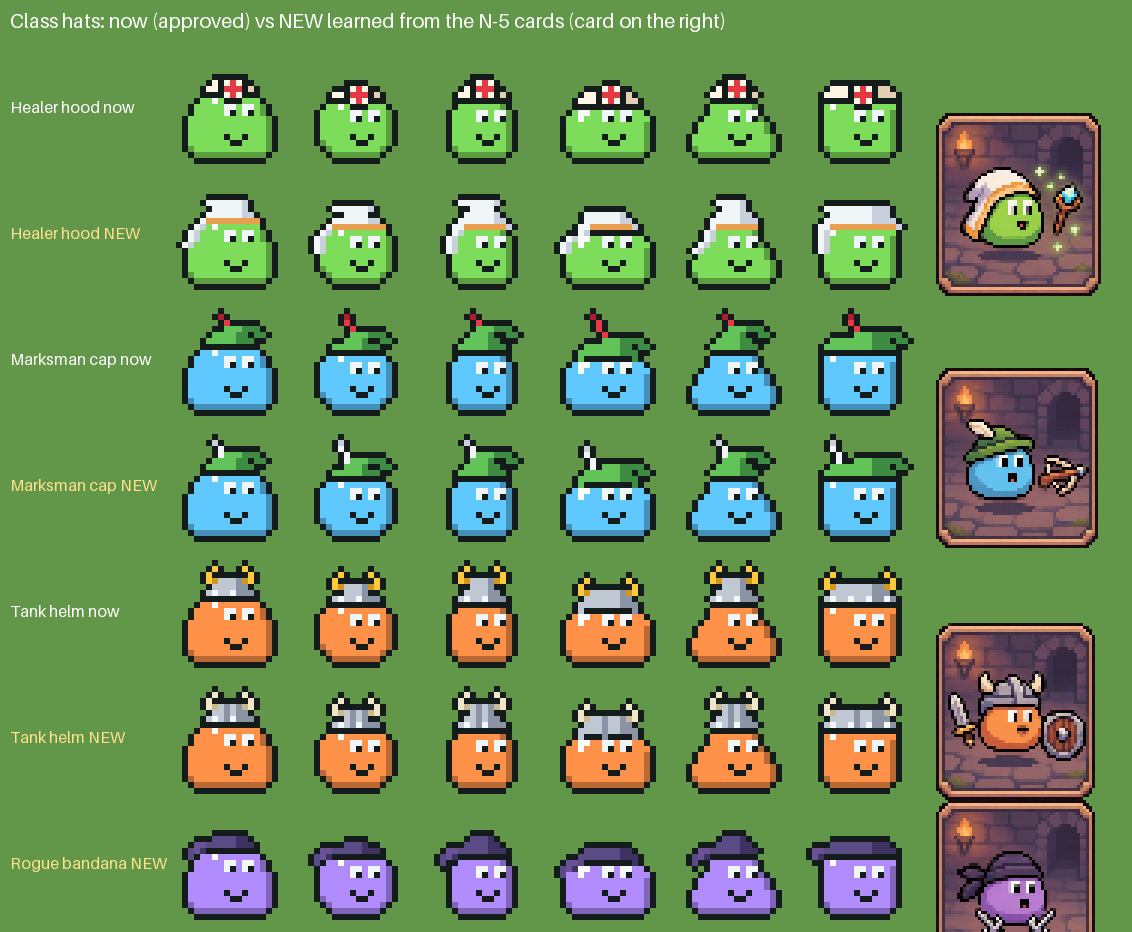 Class hats: now (approved) vs NEW learned from the N-5 cards (card on the right)
Healer hood now
Healer hood NEW
Marksman cap now
Marksman cap NEW
Tank helm now
Tank helm NEW
Rogue bandana NEW